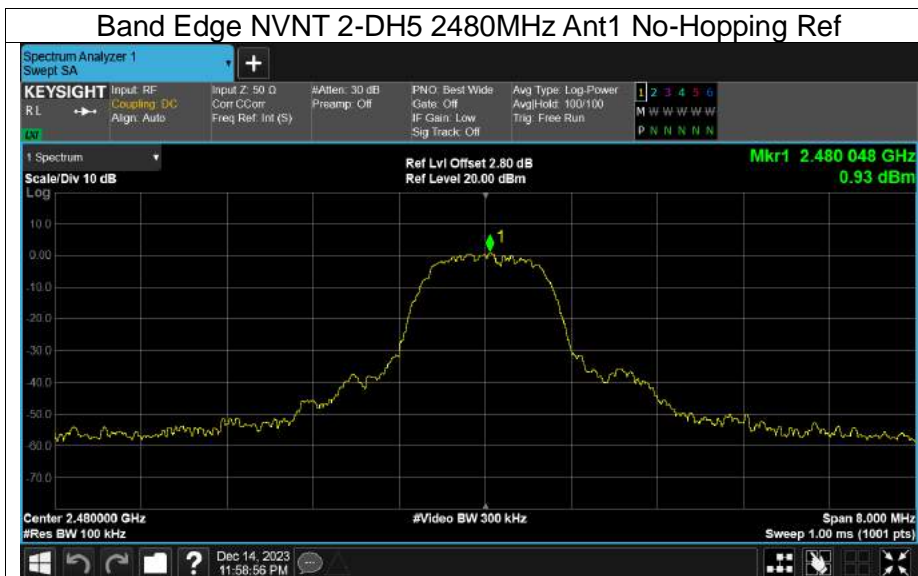 Band Edge NVNT 2-DH5 2480MHz Ant1 No-Hopping Ref
Spectrum Analyzer 1
Swept SA
+
KEYSIGHT
RL
Input: RF
Coupling: DC
Align: Auto
Input Z: 50 Ω
Corr CCorr
Freq Ref: Int (S)
#Atten: 30 dB
Preamp: Off
PNO: Best Wide
Gate: Off
IF Gain: Low
Sig Track: Off
Avg Type: Log-Power
Avg|Hold: 100/100
Trig: Free Run
1 2 3 4 5 6
M W W W W W
P N N N N N
1 Spectrum
Scale/Div 10 dB
Ref Lvl Offset 2.80 dB
Ref Level 20.00 dBm
Mkr1 2.480 048 GHz
0.93 dBm
Log
10.0
0.00
-10.0
-20.0
-30.0
-40.0
-50.0
-60.0
-70.0
1
Center 2.480000 GHz
#Res BW 100 kHz
#Video BW 300 kHz
Span 8.000 MHz
Sweep 1.00 ms (1001 pts)
?
Dec 14, 2023
11:58:56 PM